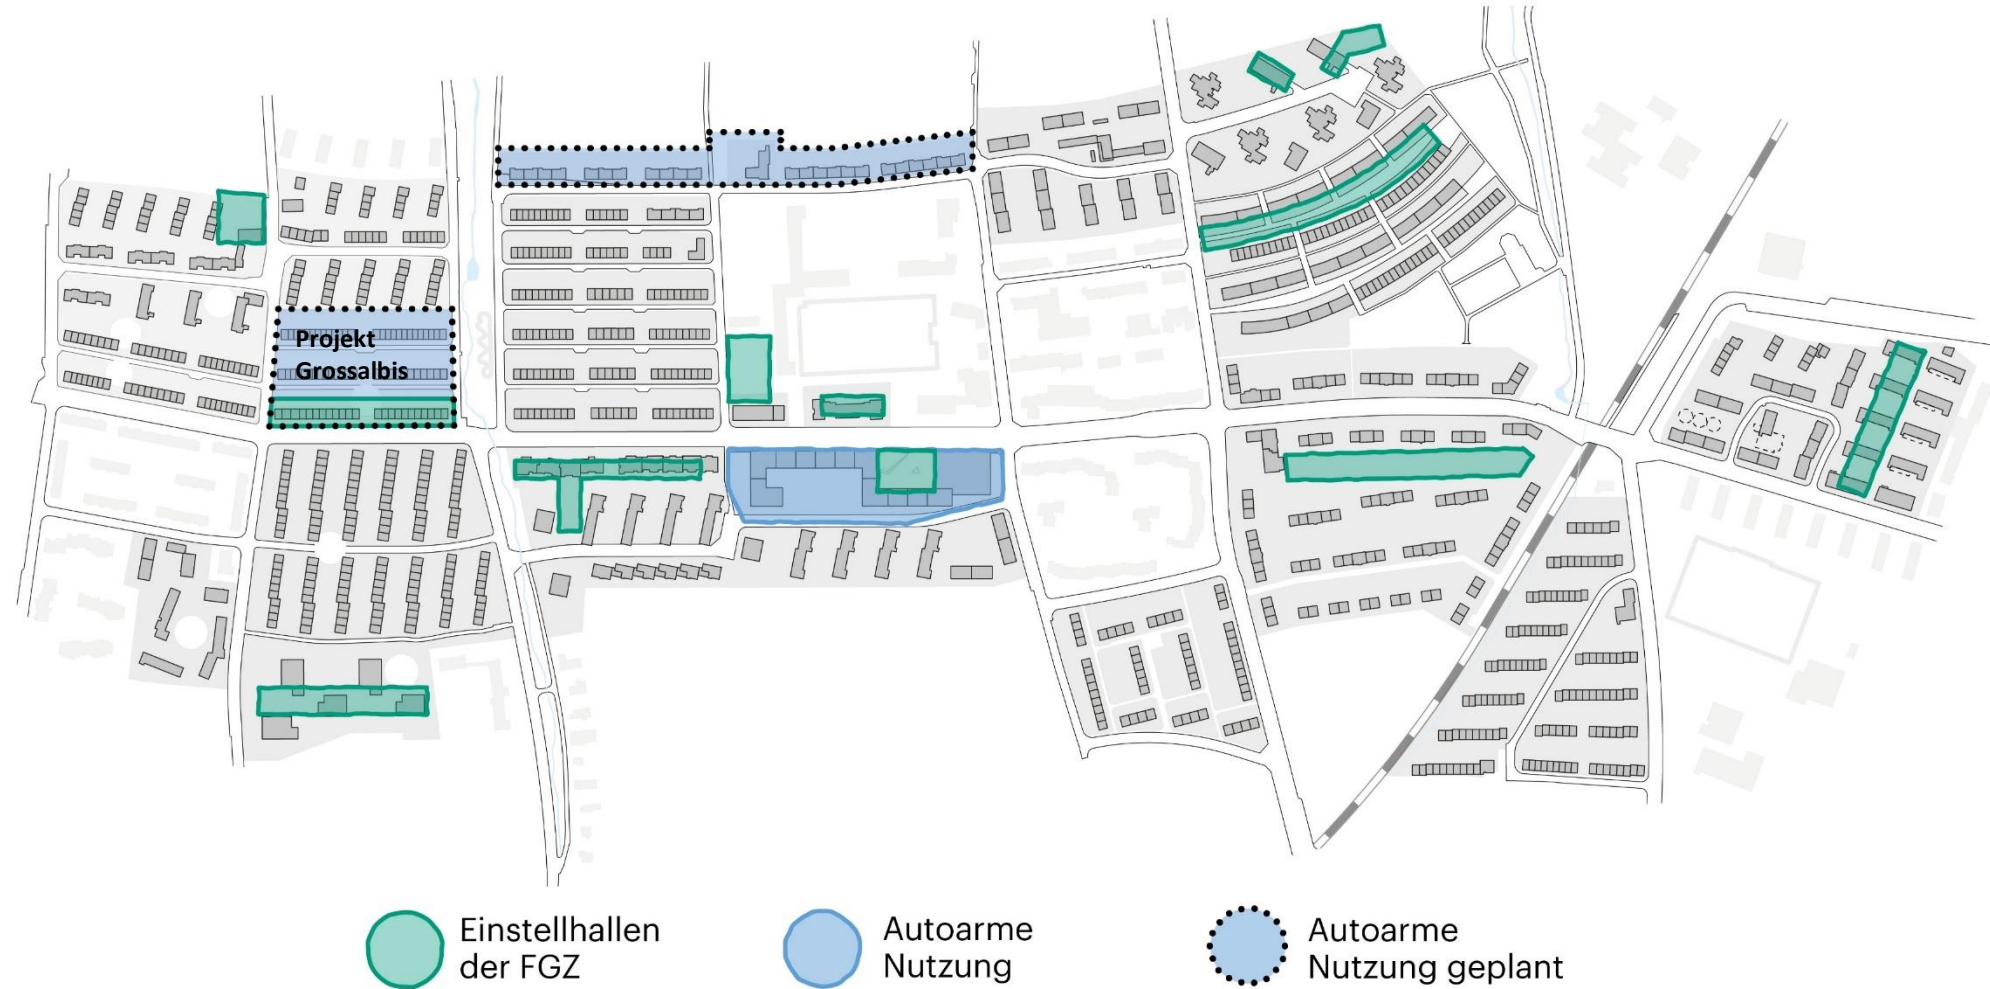 Projekt
Grossalbis
Einstellhallen
der FGZ
Autoarme
Nutzung
Autoarme
Nutzung geplant